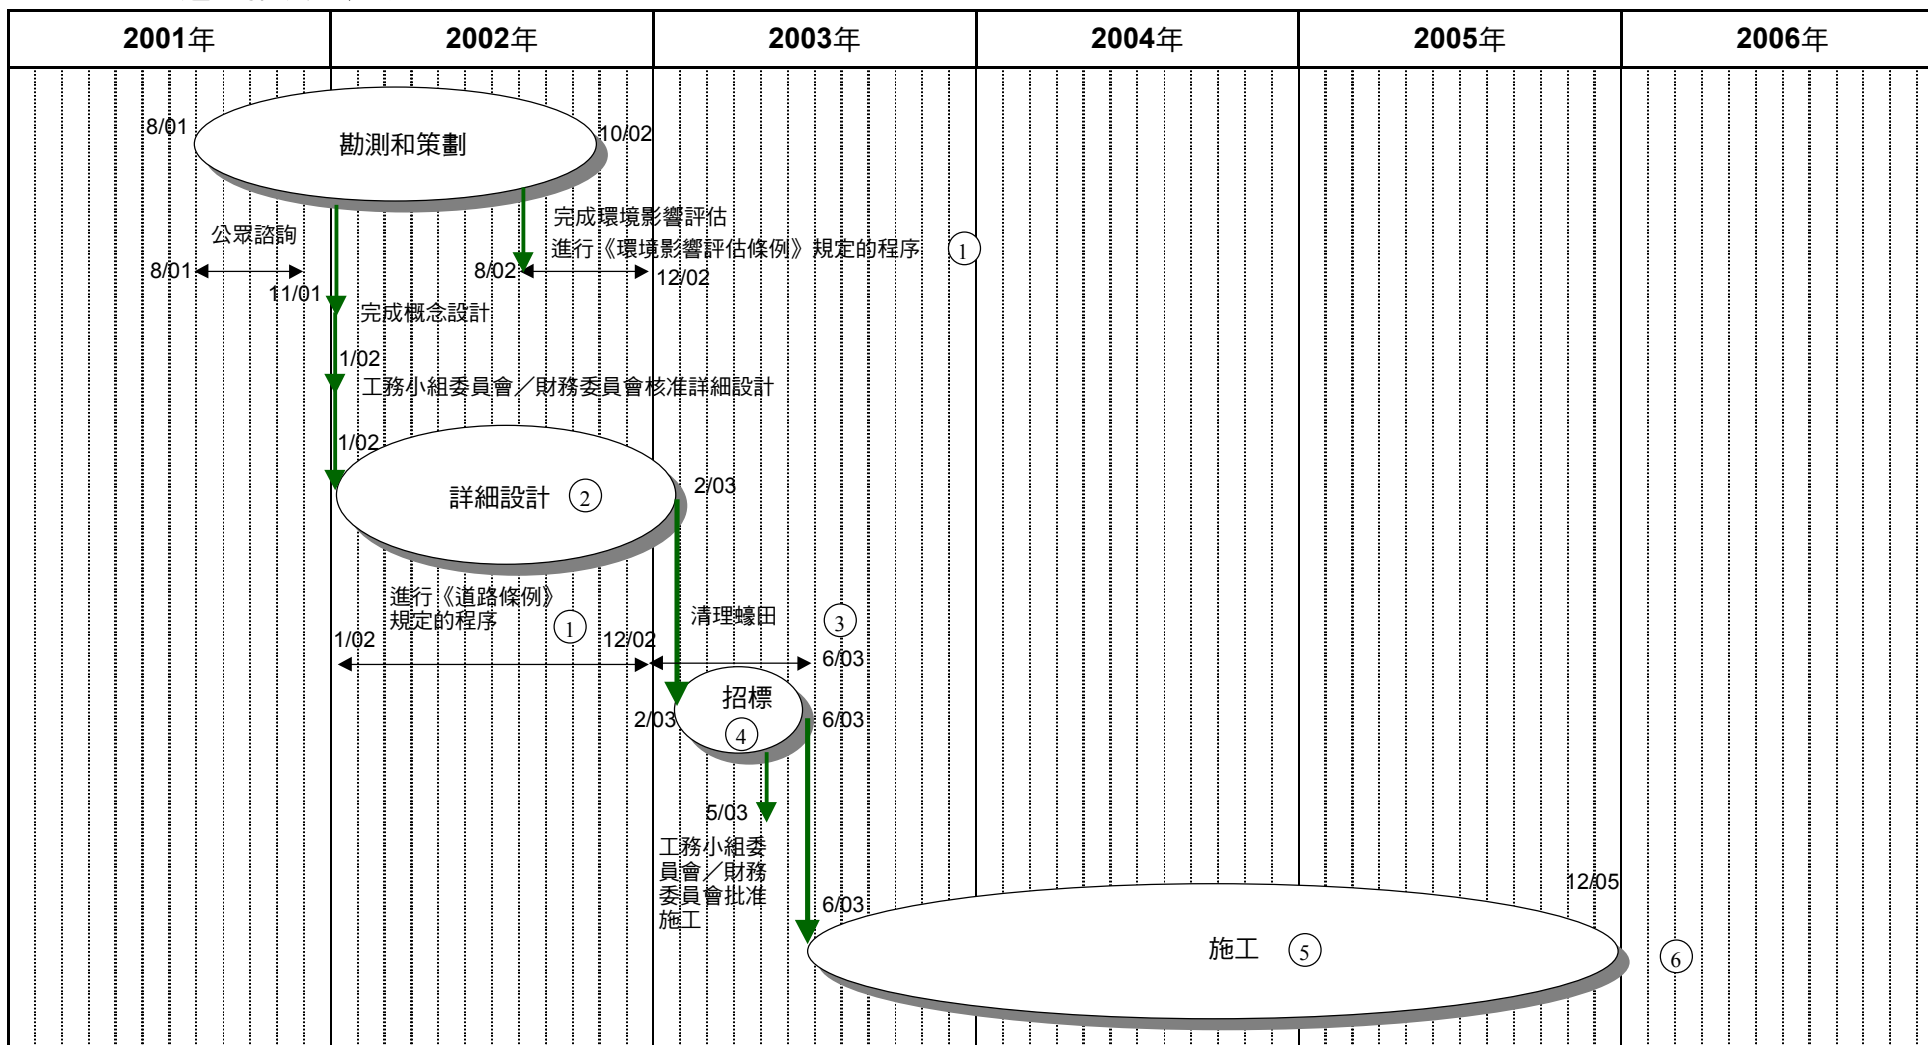 2001年
2002年
2003年
2004年
2005年
2006年
8/01
勘測和策劃
10/02
公眾諮詢
完成環境影響評估
進行《環境影響評估條例》規定的程序 1
8/01
11/01
8/02
12/02
完成概念設計
1/02
工務小組委員會／財務委員會核准詳細設計
1/02
詳細設計 2
2/03
進行《道路條例》
規定的程序 1
1/02
12/02
清理蠔田 3
6/03
招標
4
2/03
6/03
5/03
工務小組委
員會／財務
委員會批准
施工
6/03
12/05
施工 5
6